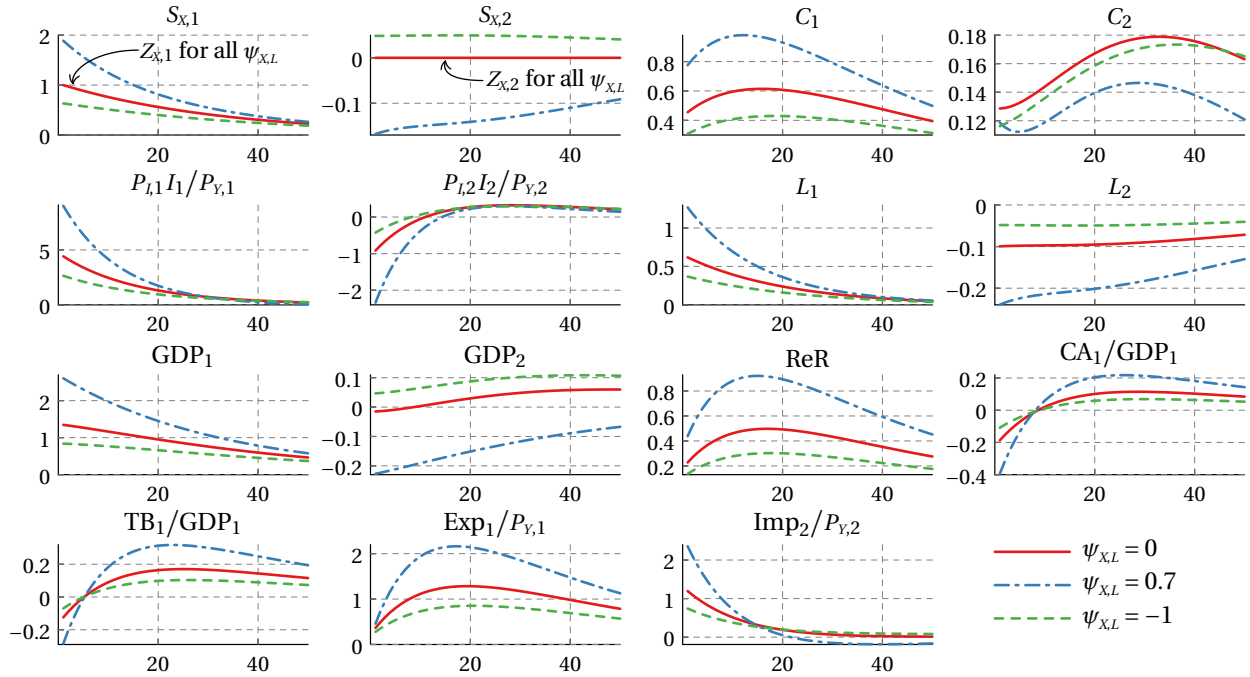 S_{X,1} S_{X,2} C_1 C_2
2 1 0
Z_{X,1} for all ψ_{X,L}
20 40
0 −0.1
Z_{X,2} for all ψ_{X,L}
20 40
0.8 0.6 0.4
20 40
0.18 0.16 0.14 0.12
20 40
P_{I,1} I_1/P_{Y,1} P_{I,2} I_2/P_{Y,2} L_1 L_2
5 0
20 40
0 −1 −2
20 40
1 0.5 0
20 40
0 −0.1 −0.2
20 40
GDP_1 GDP_2 ReR CA_1/GDP_1
2 1 0
20 40
0.1 0 −0.1 −0.2
20 40
0.8 0.6 0.4 0.2
20 40
0.2 0 −0.2 −0.4
20 40
TB_1/GDP_1 Exp_1/P_{Y,1} Imp_2/P_{Y,2}
0.2 0 −0.2
20 40
2 1 0
20 40
2 1 0
20 40
ψ_{X,L} = 0
ψ_{X,L} = 0.7
ψ_{X,L} = −1